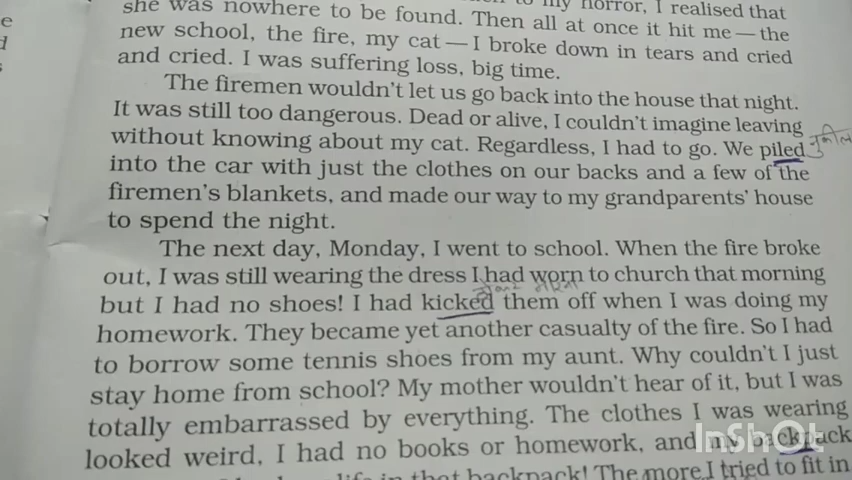 my horror, I realised that
she was nowhere to be found. Then all at once it hit me — the
new school, the fire, my cat — I broke down in tears and cried
and cried. I was suffering loss, big time.
The firemen wouldn't let us go back into the house that night.
It was still too dangerous. Dead or alive, I couldn't imagine leaving
without knowing about my cat. Regardless, I had to go. We piled
into the car with just the clothes on our backs and a few of the
firemen's blankets, and made our way to my grandparents' house
to spend the night.
The next day, Monday, I went to school. When the fire broke
out, I was still wearing the dress I had worn to church that morning
but I had no shoes! I had kicked them off when I was doing my
homework. They became yet another casualty of the fire. So I had
to borrow some tennis shoes from my aunt. Why couldn't I just
stay home from school? My mother wouldn't hear of it, but I was
totally embarrassed by everything. The clothes I was wearing
looked weird, I had no books or homework, and my backpack
life in that backpack! The more I tried to fit in
InShOt